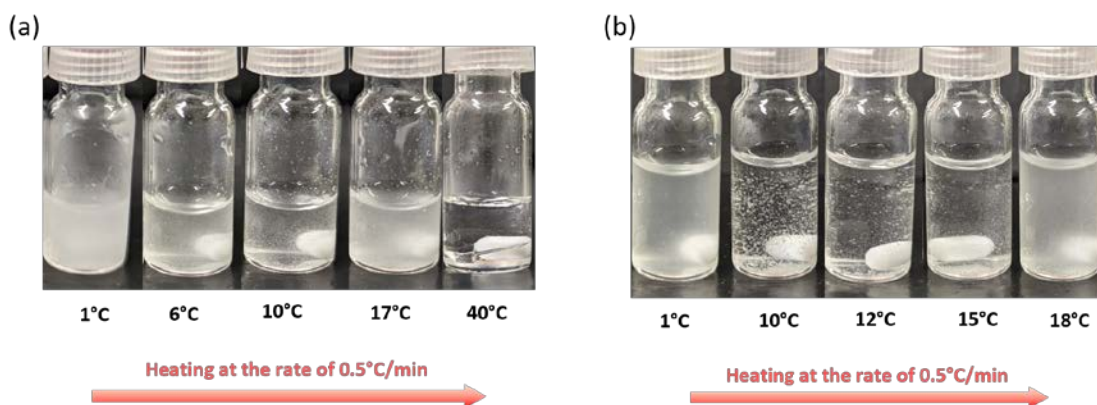 (a)
1°C 6°C 10°C 17°C 40°C
Heating at the rate of 0.5°C/min
(b)
1°C 10°C 12°C 15°C 18°C
Heating at the rate of 0.5°C/min